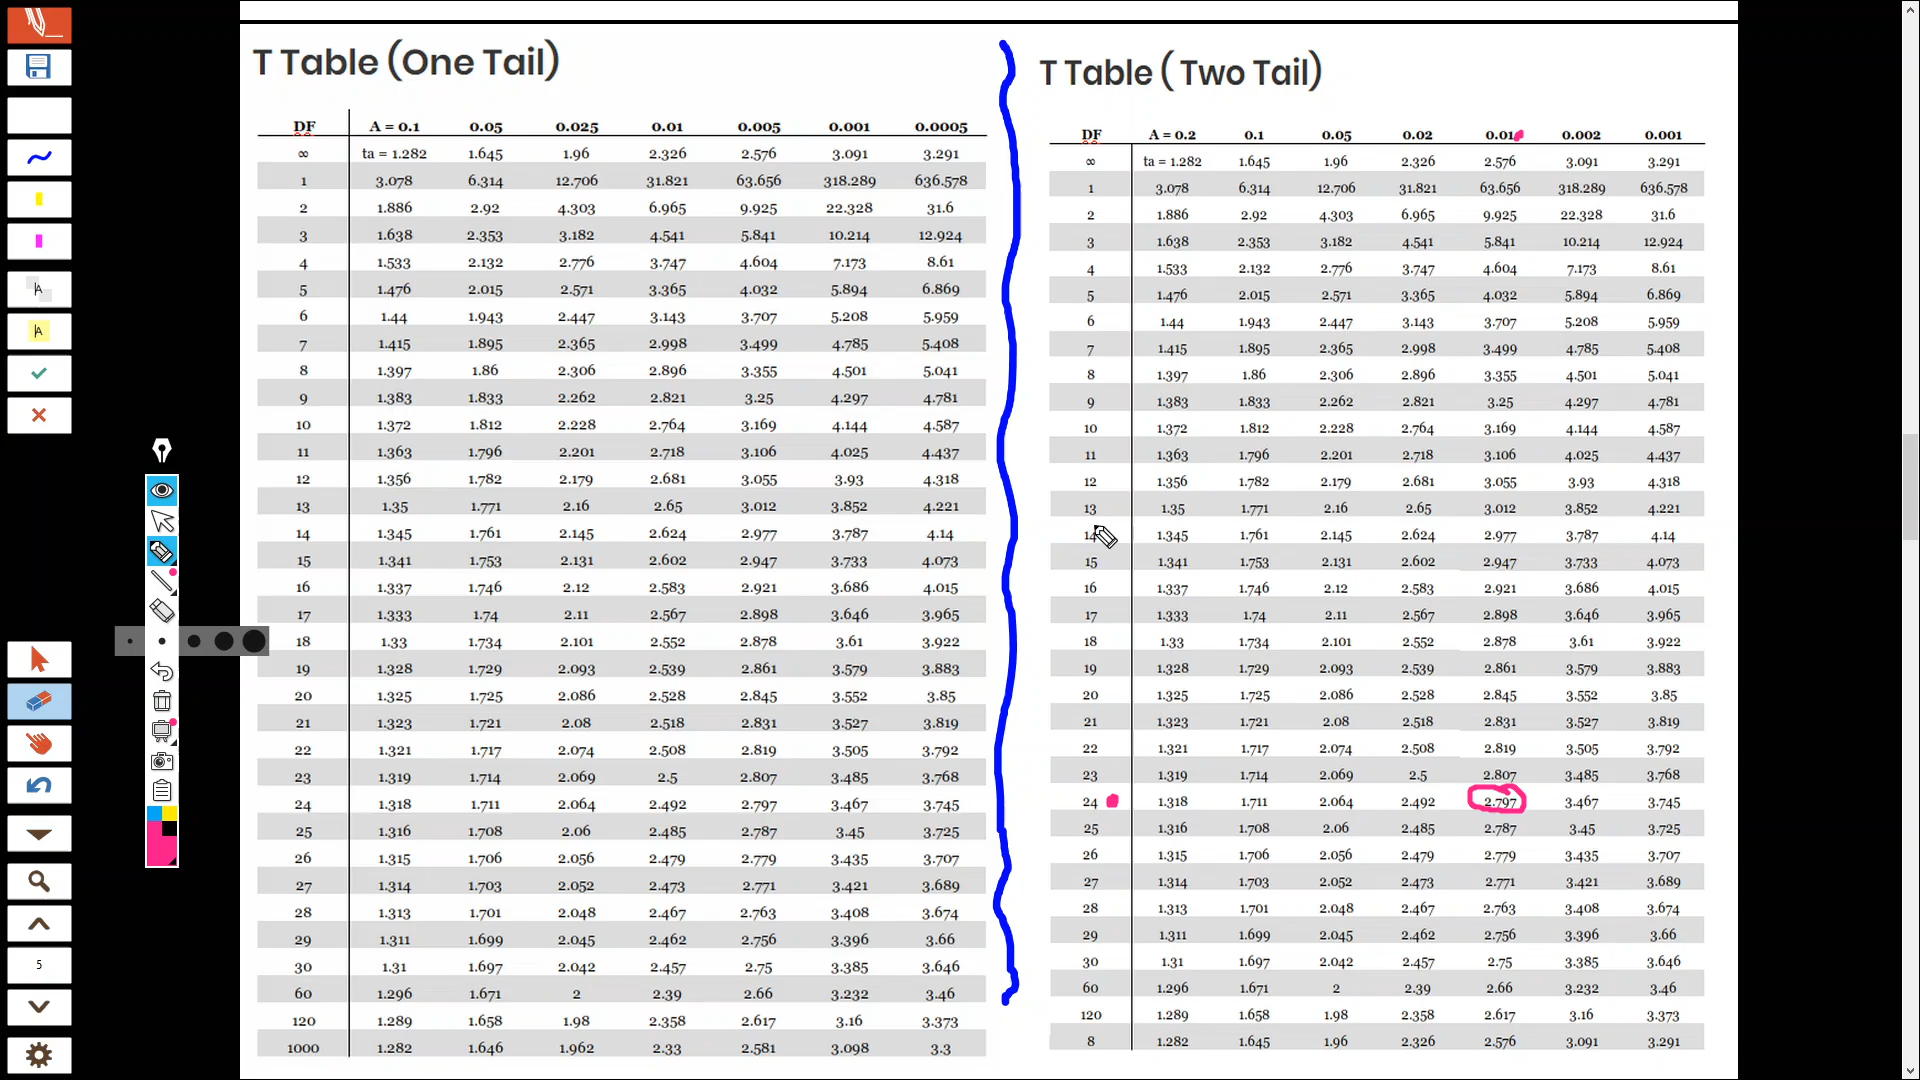 T Table (One Tail)
DF A = 0.1 0.05 0.025 0.01 0.005 0.001 0.0005
∞ ta = 1.282 1.645 1.96 2.326 2.576 3.091 3.291
1 3.078 6.314 12.706 31.821 63.656 318.289 636.578
2 1.886 2.92 4.303 6.965 9.925 22.328 31.6
3 1.638 2.353 3.182 4.541 5.841 10.214 12.924
4 1.533 2.132 2.776 3.747 4.604 7.173 8.61
5 1.476 2.015 2.571 3.365 4.032 5.894 6.869
6 1.44 1.943 2.447 3.143 3.707 5.208 5.959
7 1.415 1.895 2.365 2.998 3.499 4.785 5.408
8 1.397 1.86 2.306 2.896 3.355 4.501 5.041
9 1.383 1.833 2.262 2.821 3.25 4.297 4.781
10 1.372 1.812 2.228 2.764 3.169 4.144 4.587
11 1.363 1.796 2.201 2.718 3.106 4.025 4.437
12 1.356 1.782 2.179 2.681 3.055 3.93 4.318
13 1.35 1.771 2.16 2.65 3.012 3.852 4.221
14 1.345 1.761 2.145 2.624 2.977 3.787 4.14
15 1.341 1.753 2.131 2.602 2.947 3.733 4.073
16 1.337 1.746 2.12 2.583 2.921 3.686 4.015
17 1.333 1.74 2.11 2.567 2.898 3.646 3.965
18 1.33 1.734 2.101 2.552 2.878 3.61 3.922
19 1.328 1.729 2.093 2.539 2.861 3.579 3.883
20 1.325 1.725 2.086 2.528 2.845 3.552 3.85
21 1.323 1.721 2.08 2.518 2.831 3.527 3.819
22 1.321 1.717 2.074 2.508 2.819 3.505 3.792
23 1.319 1.714 2.069 2.5 2.807 3.485 3.768
24 1.318 1.711 2.064 2.492 2.797 3.467 3.745
25 1.316 1.708 2.06 2.485 2.787 3.45 3.725
26 1.315 1.706 2.056 2.479 2.779 3.435 3.707
27 1.314 1.703 2.052 2.473 2.771 3.421 3.689
28 1.313 1.701 2.048 2.467 2.763 3.408 3.674
29 1.311 1.699 2.045 2.462 2.756 3.396 3.66
30 1.31 1.697 2.042 2.457 2.75 3.385 3.646
60 1.296 1.671 2 2.39 2.66 3.232 3.46
120 1.289 1.658 1.98 2.358 2.617 3.16 3.373
1000 1.282 1.646 1.962 2.33 2.581 3.098 3.3
T Table ( Two Tail)
DF A = 0.2 0.1 0.05 0.02 0.01 0.002 0.001
∞ ta = 1.282 1.645 1.96 2.326 2.576 3.091 3.291
1 3.078 6.314 12.706 31.821 63.656 318.289 636.578
2 1.886 2.92 4.303 6.965 9.925 22.328 31.6
3 1.638 2.353 3.182 4.541 5.841 10.214 12.924
4 1.533 2.132 2.776 3.747 4.604 7.173 8.61
5 1.476 2.015 2.571 3.365 4.032 5.894 6.869
6 1.44 1.943 2.447 3.143 3.707 5.208 5.959
7 1.415 1.895 2.365 2.998 3.499 4.785 5.408
8 1.397 1.86 2.306 2.896 3.355 4.501 5.041
9 1.383 1.833 2.262 2.821 3.25 4.297 4.781
10 1.372 1.812 2.228 2.764 3.169 4.144 4.587
11 1.363 1.796 2.201 2.718 3.106 4.025 4.437
12 1.356 1.782 2.179 2.681 3.055 3.93 4.318
13 1.35 1.771 2.16 2.65 3.012 3.852 4.221
14 1.345 1.761 2.145 2.624 2.977 3.787 4.14
15 1.341 1.753 2.131 2.602 2.947 3.733 4.073
16 1.337 1.746 2.12 2.583 2.921 3.686 4.015
17 1.333 1.74 2.11 2.567 2.898 3.646 3.965
18 1.33 1.734 2.101 2.552 2.878 3.61 3.922
19 1.328 1.729 2.093 2.539 2.861 3.579 3.883
20 1.325 1.725 2.086 2.528 2.845 3.552 3.85
21 1.323 1.721 2.08 2.518 2.831 3.527 3.819
22 1.321 1.717 2.074 2.508 2.819 3.505 3.792
23 1.319 1.714 2.069 2.5 2.807 3.485 3.768
24 1.318 1.711 2.064 2.492 2.797 3.467 3.745
25 1.316 1.708 2.06 2.485 2.787 3.45 3.725
26 1.315 1.706 2.056 2.479 2.779 3.435 3.707
27 1.314 1.703 2.052 2.473 2.771 3.421 3.689
28 1.313 1.701 2.048 2.467 2.763 3.408 3.674
29 1.311 1.699 2.045 2.462 2.756 3.396 3.66
30 1.31 1.697 2.042 2.457 2.75 3.385 3.646
60 1.296 1.671 2 2.39 2.66 3.232 3.46
120 1.289 1.658 1.98 2.358 2.617 3.16 3.373
8 1.282 1.645 1.96 2.326 2.576 3.091 3.291
A
A
5